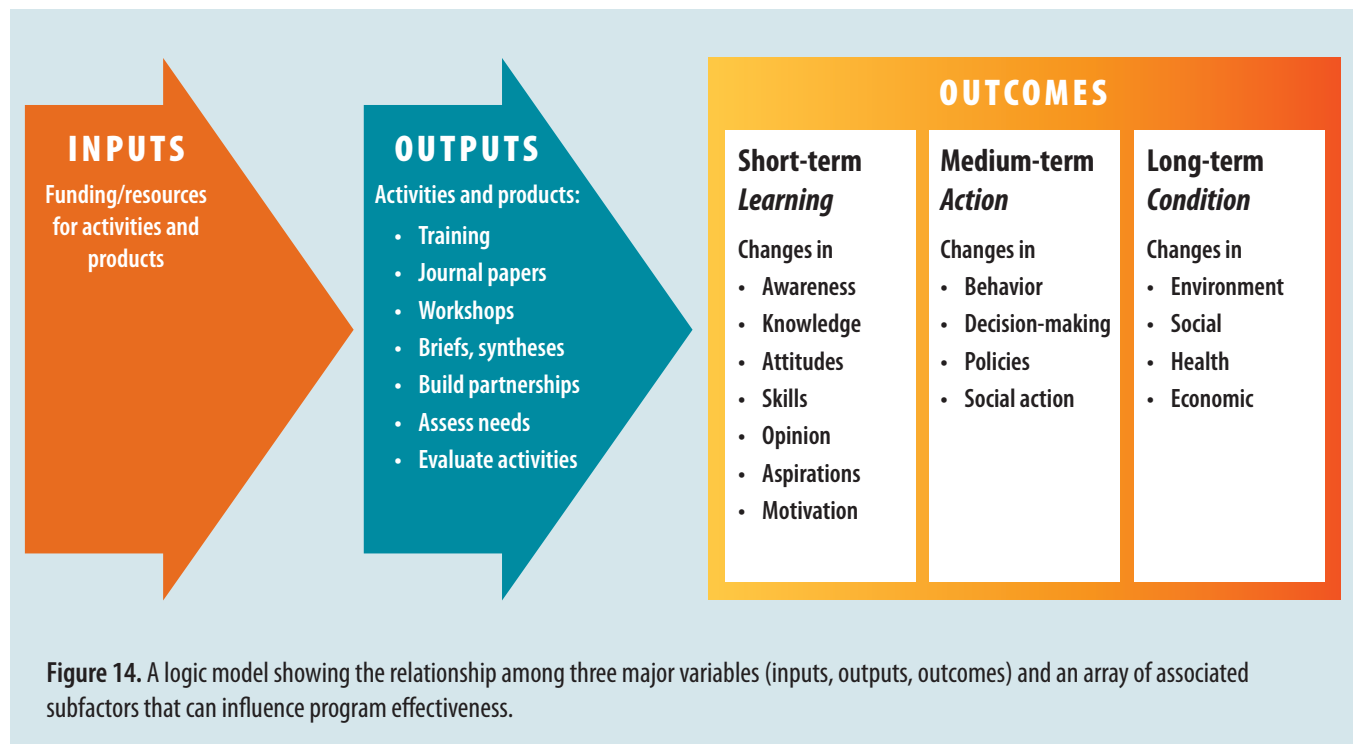 INPUTS
Funding/resources
for activities and
products
OUTPUTS
Activities and products:
• Training
• Journal papers
• Workshops
• Briefs, syntheses
• Build partnerships
• Assess needs
• Evaluate activities
OUTCOMES
Short-term
Learning
Changes in
• Awareness
• Knowledge
• Attitudes
• Skills
• Opinion
• Aspirations
• Motivation
Medium-term
Action
Changes in
• Behavior
• Decision-making
• Policies
• Social action
Long-term
Condition
Changes in
• Environment
• Social
• Health
• Economic
Figure 14. A logic model showing the relationship among three major variables (inputs, outputs, outcomes) and an array of associated
subfactors that can influence program effectiveness.